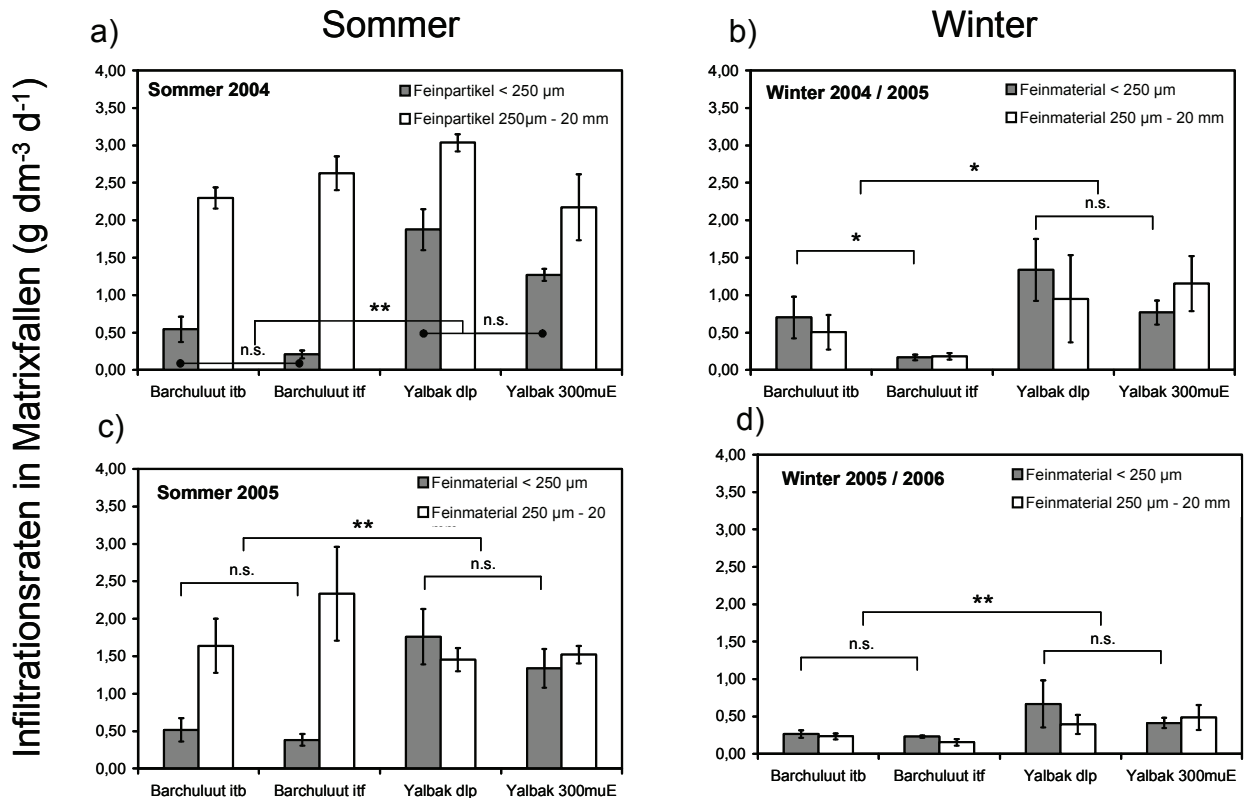 Sommer
Winter
Infiltrationsraten in Matrixfallen (g dm-3 d-1)
a)
4,00
3,50
3,00
2,50
2,00
1,50
1,00
0,50
0,00
Sommer 2004
Feinpartikel < 250 µm
Feinpartikel 250µm - 20 mm
**
n.s.
n.s.
Barchuluut itb
Barchuluut itf
Yalbak dlp
Yalbak 300muE
b)
4,00
3,50
3,00
2,50
2,00
1,50
1,00
0,50
0,00
Winter 2004 / 2005
Feinmaterial < 250 µm
Feinmaterial 250 µm - 20 mm
*
n.s.
*
Barchuluut itb
Barchuluut itf
Yalbak dlp
Yalbak 300muE
c)
4,00
3,50
3,00
2,50
2,00
1,50
1,00
0,50
0,00
Sommer 2005
Feinmaterial < 250 µm
Feinmaterial 250 µm - 20
**
n.s.
n.s.
Barchuluut itb
Barchuluut itf
Yalbak dlp
Yalbak 300muE
d)
4,00
3,50
3,00
2,50
2,00
1,50
1,00
0,50
0,00
Winter 2005 / 2006
Feinmaterial < 250 µm
Feinmaterial 250 µm - 20 mm
**
n.s.
n.s.
Barchuluut itb
Barchuluut itf
Yalbak dlp
Yalbak 300muE